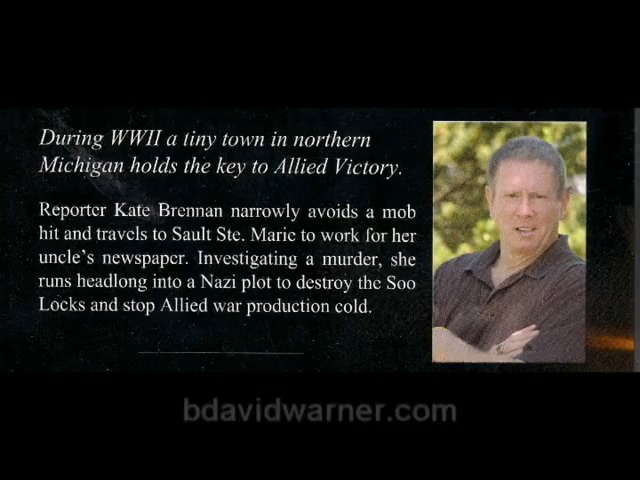 During WWII a tiny town in northern
Michigan holds the key to Allied Victory.
Reporter Kate Brennan narrowly avoids a mob
hit and travels to Sault Ste. Marie to work for her
uncle's newspaper. Investigating a murder, she
runs headlong into a Nazi plot to destroy the Soo
Locks and stop Allied war production cold.
bdavidwarner.com